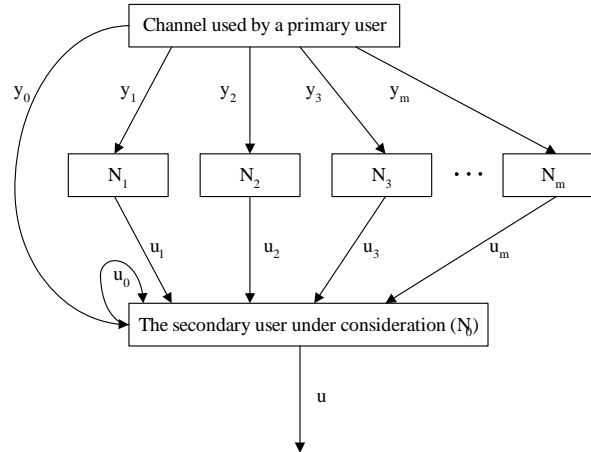 Channel used by a primary user
y0 y1 y2 y3 ym
N1 N2 N3 ··· Nm
u1 u2 u3 um
u0
The secondary user under consideration (N0)
u